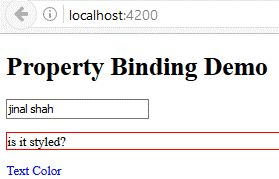 localhost:4200
Property Binding Demo
jinal shah
is it styled?
Text Color